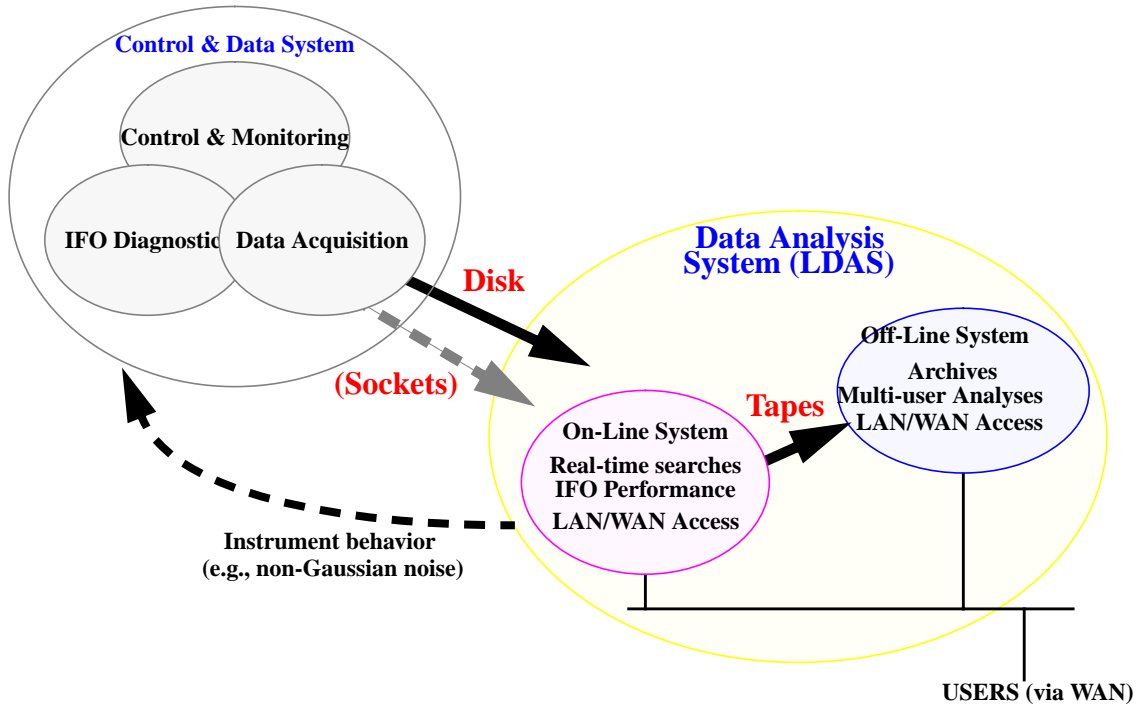 Control & Data System
Control & Monitoring
IFO Diagnostic
Data Acquisition
Disk
(Sockets)
Data Analysis
System (LDAS)
Off-Line System
Archives
Multi-user Analyses
LAN/WAN Access
Tapes
On-Line System
Real-time searches
IFO Performance
LAN/WAN Access
Instrument behavior
(e.g., non-Gaussian noise)
USERS (via WAN)